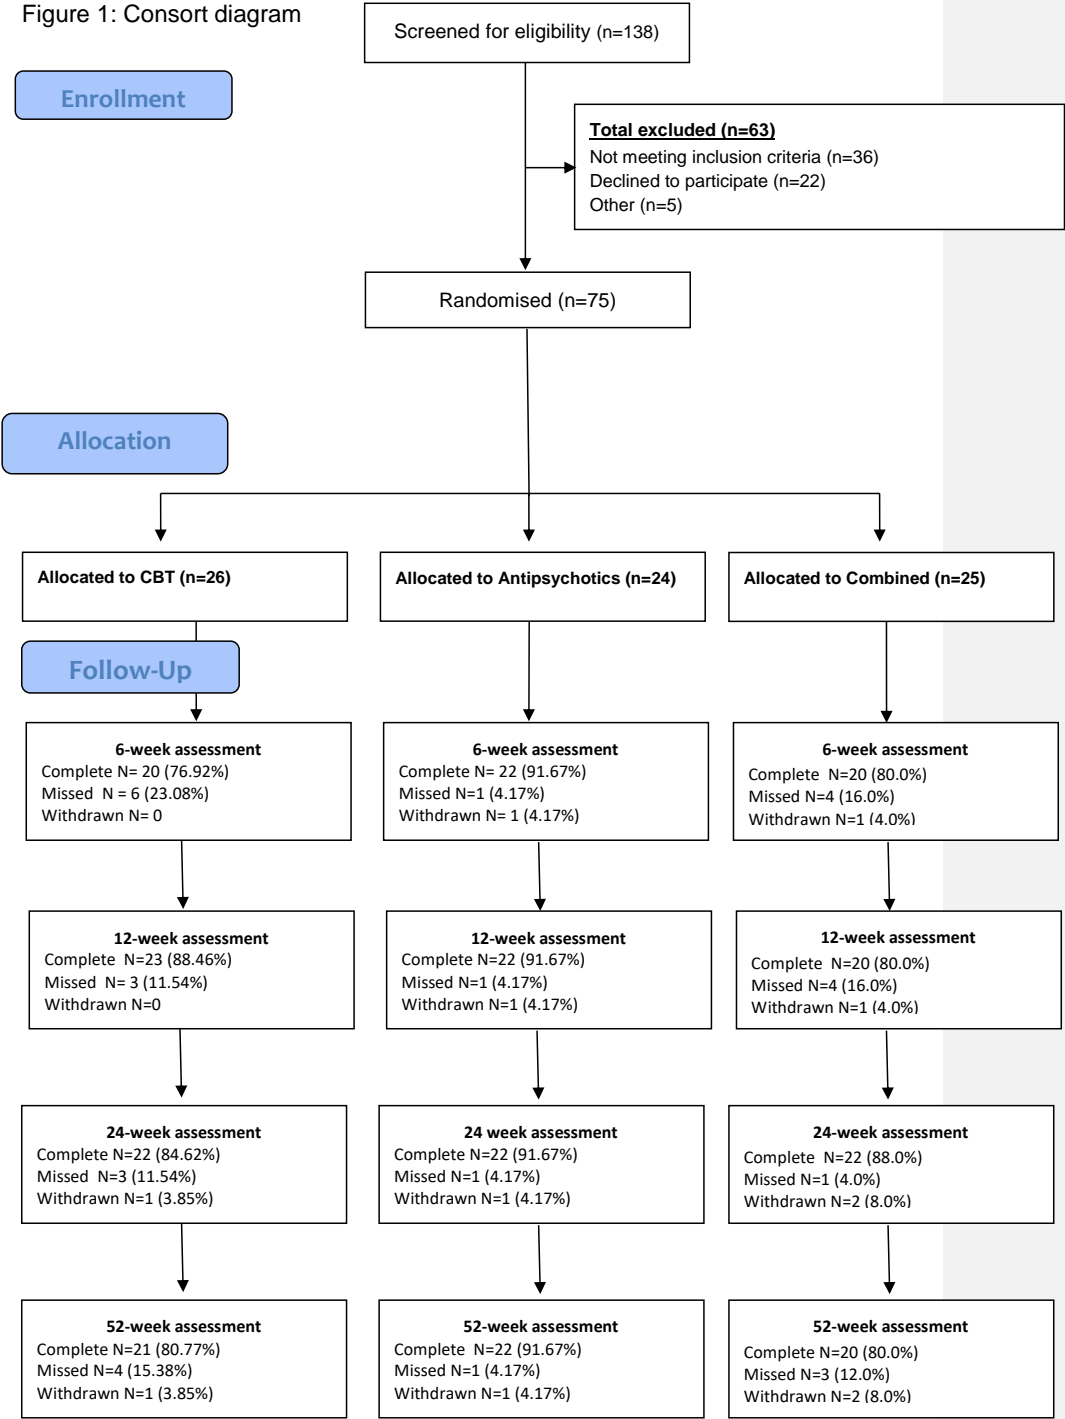 Figure 1: Consort diagram
Screened for eligibility (n=138)
Enrollment
Total excluded (n=63)
Not meeting inclusion criteria (n=36)
Declined to participate (n=22)
Other (n=5)
Randomised (n=75)
Allocation
Allocated to CBT (n=26)
Allocated to Antipsychotics (n=24)
Allocated to Combined (n=25)
Follow-Up
6-week assessment
Complete N= 20 (76.92%)
Missed N = 6 (23.08%)
Withdrawn N= 0
6-week assessment
Complete N= 22 (91.67%)
Missed N=1 (4.17%)
Withdrawn N= 1 (4.17%)
6-week assessment
Complete N=20 (80.0%)
Missed N=4 (16.0%)
Withdrawn N=1 (4.0%)
12-week assessment
Complete N=23 (88.46%)
Missed N= 3 (11.54%)
Withdrawn N=0
12-week assessment
Complete N=22 (91.67%)
Missed N=1 (4.17%)
Withdrawn N=1 (4.17%)
12-week assessment
Complete N=20 (80.0%)
Missed N=4 (16.0%)
Withdrawn N=1 (4.0%)
24-week assessment
Complete N=22 (84.62%)
Missed N=3 (11.54%)
Withdrawn N=1 (3.85%)
24 week assessment
Complete N=22 (91.67%)
Missed N=1 (4.17%)
Withdrawn N=1 (4.17%)
24-week assessment
Complete N=22 (88.0%)
Missed N=1 (4.0%)
Withdrawn N=2 (8.0%)
52-week assessment
Complete N=21 (80.77%)
Missed N=4 (15.38%)
Withdrawn N=1 (3.85%)
52-week assessment
Complete N=22 (91.67%)
Missed N=1 (4.17%)
Withdrawn N=1 (4.17%)
52-week assessment
Complete N=20 (80.0%)
Missed N=3 (12.0%)
Withdrawn N=2 (8.0%)